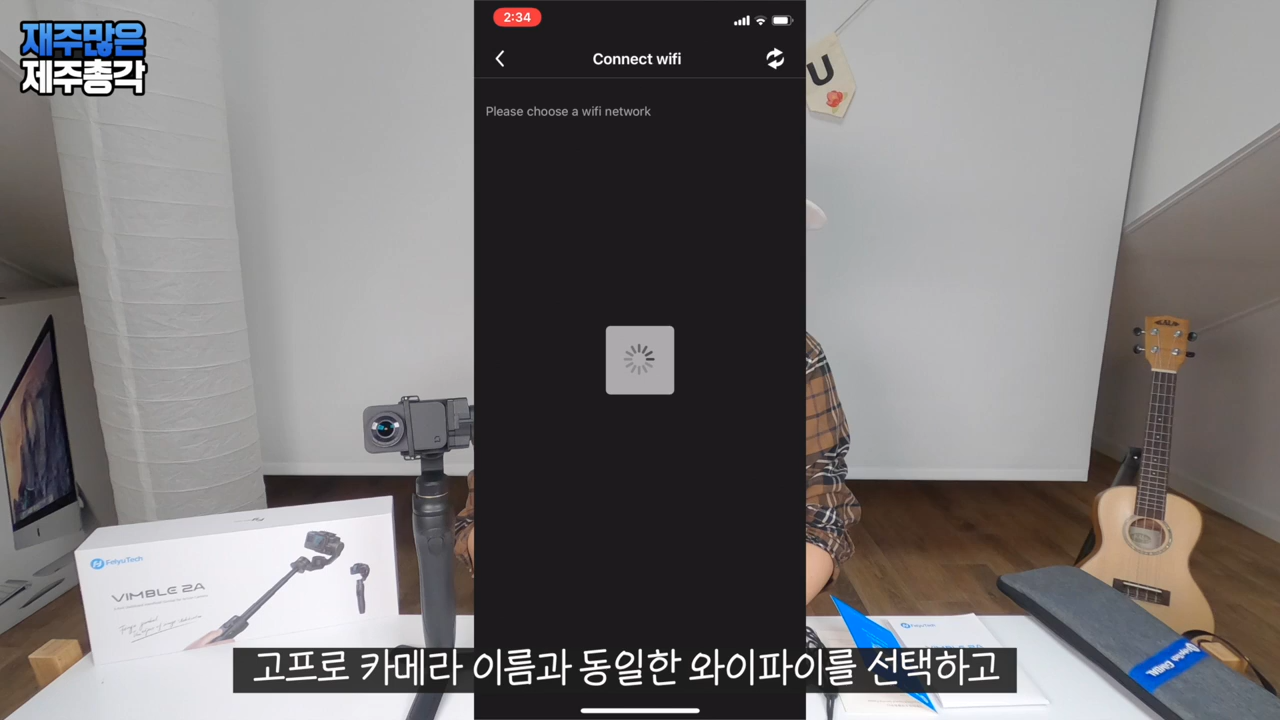 재주많은
제주총각
2:34
Connect wifi
Please choose a wifi network
U
FeiyuTech
VIMBLE 2A
FeiyuTech
고프로 카메라 이름과 동일한 와이파이를 선택하고